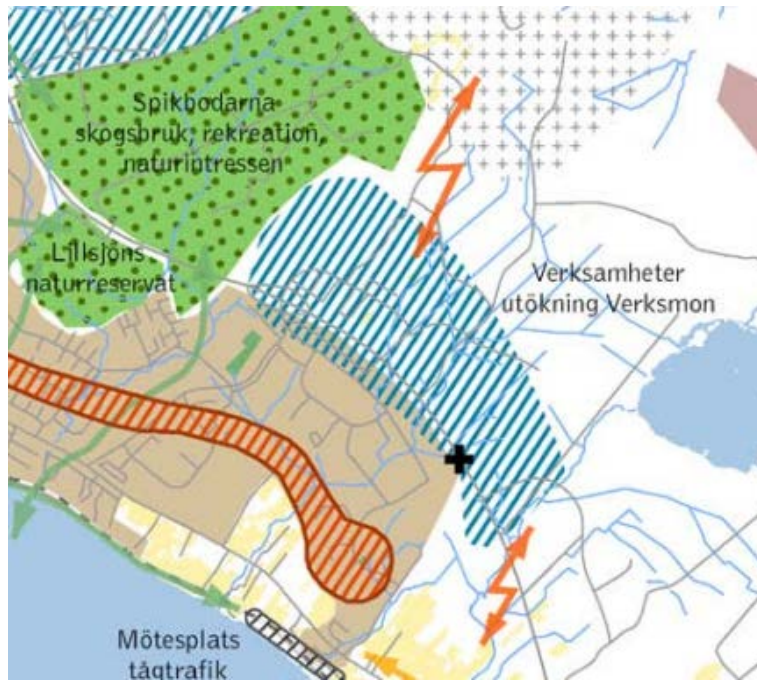 Spikbodarna
skogsbruk, rekreation,
naturintressen
Lillsjöns
naturreservat
Verksamheter
utökning Verksmon
Mötesplats
tågtrafik